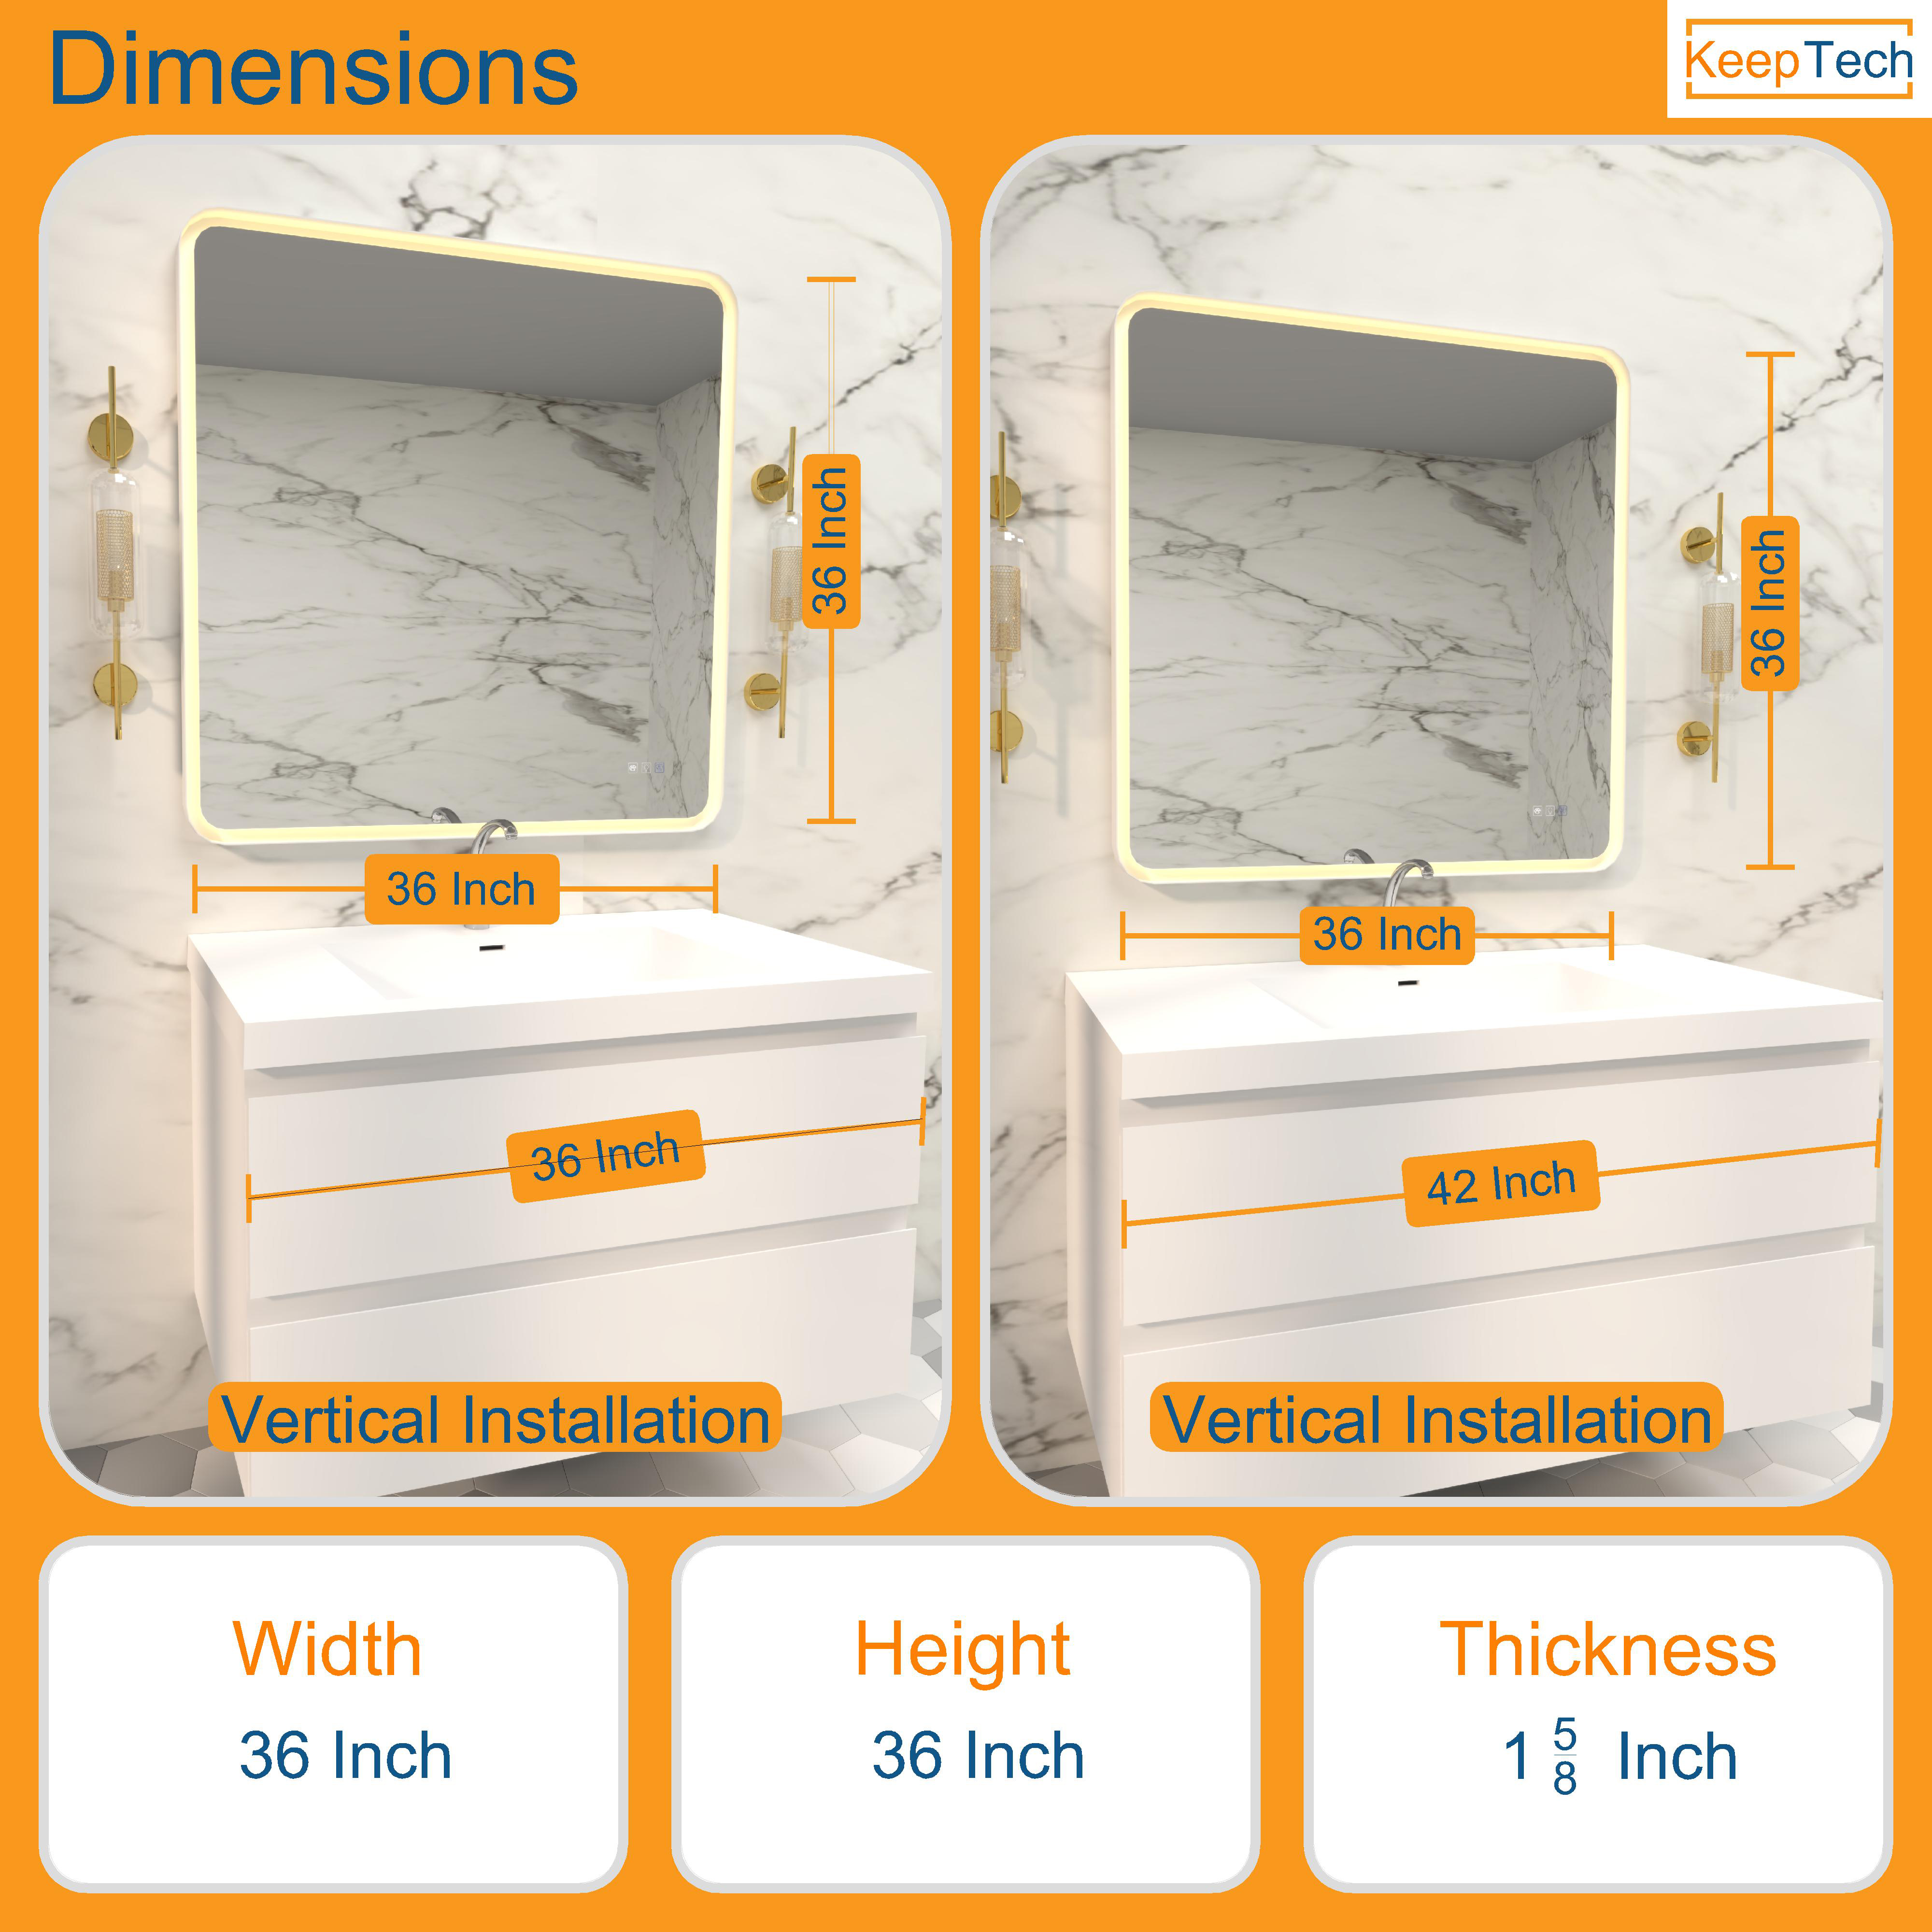 Dimensions
KeepTech
36 Inch
36 Inch
36 Inch
Vertical Installation
36 Inch
36 Inch
42 Inch
Vertical Installation
Width
36 Inch
Height
36 Inch
Thickness
1 5/8 Inch